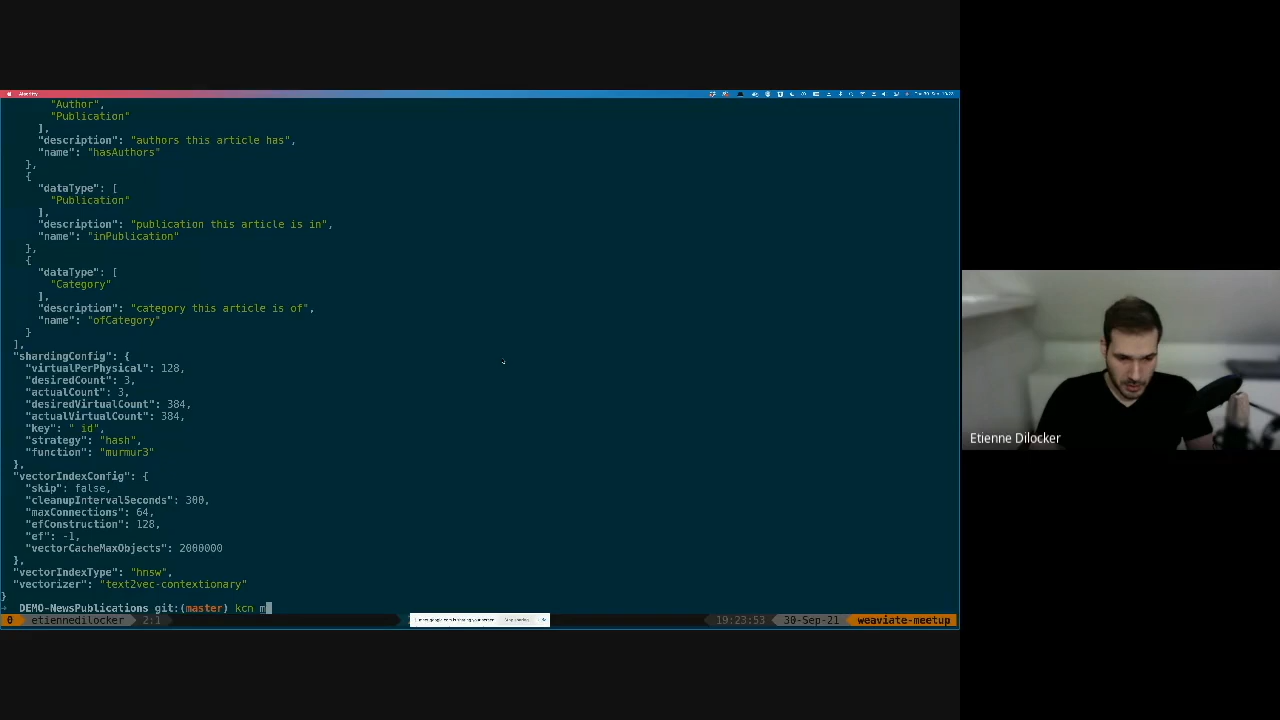 "Author",
"Publication"
],
"description": "authors this article has",
"name": "hasAuthors"
},
{
"dataType": [
"Publication"
],
"description": "publication this article is in",
"name": "inPublication"
},
{
"dataType": [
"Category"
],
"description": "category this article is of",
"name": "ofCategory"
}
],
"shardingConfig": {
"virtualPerPhysical": 128,
"desiredCount": 3,
"actualCount": 3,
"desiredVirtualCount": 384,
"actualVirtualCount": 384,
"key": "_id",
"strategy": "hash",
"function": "murmur3"
},
"vectorIndexConfig": {
"skip": false,
"cleanupIntervalSeconds": 300,
"maxConnections": 64,
"efConstruction": 128,
"ef": -1,
"vectorCacheMaxObjects": 2000000
},
"vectorIndexType": "hnsw",
"vectorizer": "text2vec-contextionary"
}
DEMO-NewsPublications git:(master) kcn m
0 etiennedilocker 2:1 19:23:53 30-Sep-21 weaviate-meetup
Etienne Dilocker